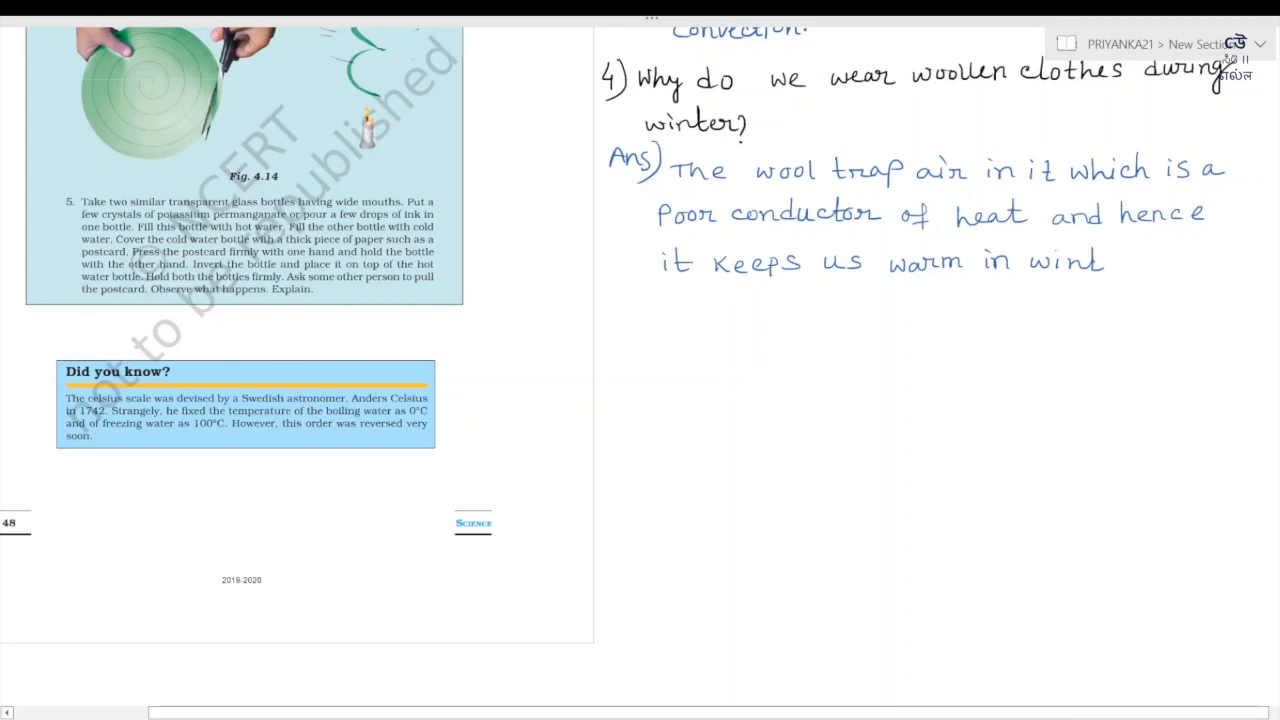 Convection.
PRIYANKA21 > New Section
4) Why do we wear woollen clothes during
winter?
Ans) The wool trap air in it which is a
poor conductor of heat and hence
it keeps us warm in wint
Fig. 4.14
5. Take two similar transparent glass bottles having wide mouths. Put a
few crystals of potassium permanganate or pour a few drops of ink in
one bottle. Fill this bottle with hot water. Fill the other bottle with cold
water. Cover the cold water bottle with a thick piece of paper such as a
postcard. Press the postcard firmly with one hand and hold the bottle
with the other hand. Invert the bottle and place it on top of the hot
water bottle. Hold both the bottles firmly. Ask some other person to pull
the postcard. Observe what happens. Explain.
© NCERT
not to be republished
Did you know?
The celsius scale was devised by a Swedish astronomer, Anders Celsius
in 1742. Strangely, he fixed the temperature of the boiling water as 0°C
and of freezing water as 100°C. However, this order was reversed very
soon.
48
SCIENCE
2019-2020